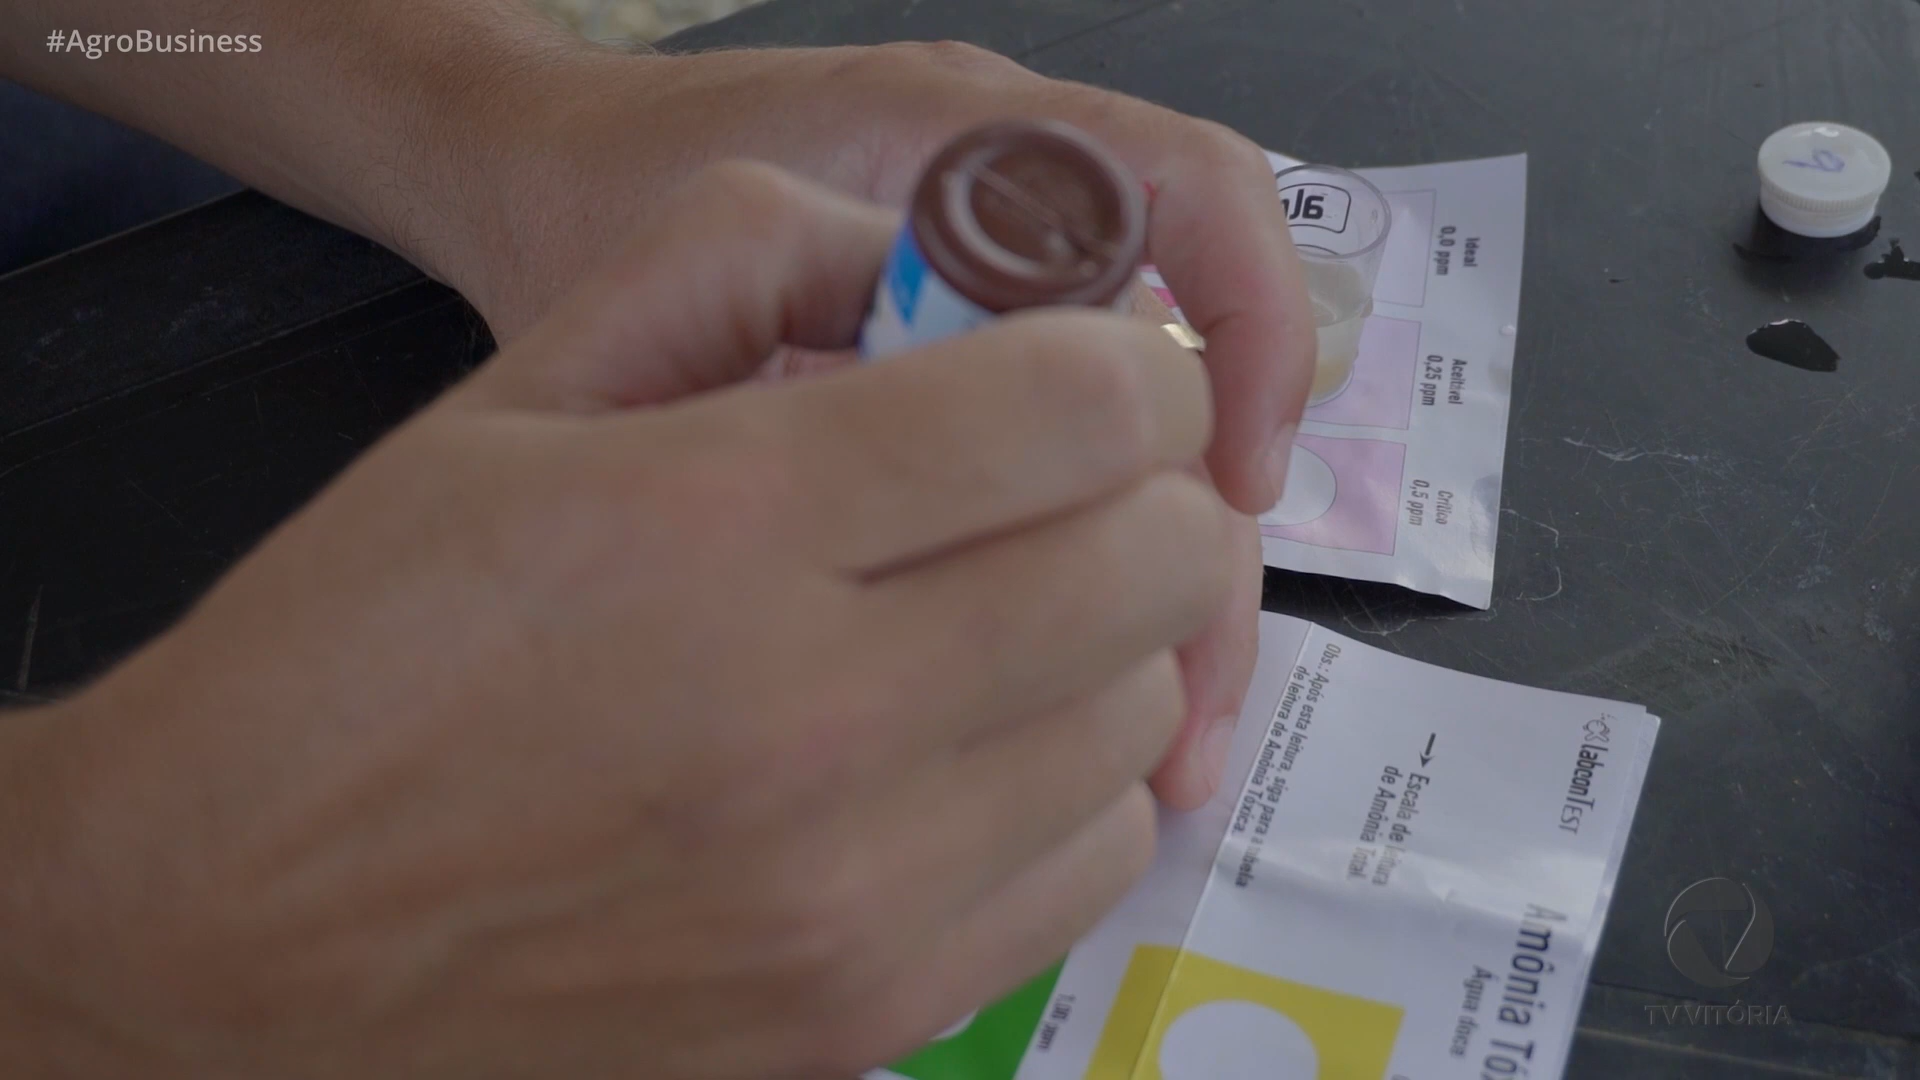 #AgroBusiness
Ideal
0,0 ppm
Aceitável
0,25 ppm
Crítico
0,5 ppm
labconTEST
→ Escala de leitura
de Amônia Total.
Obs.: Após esta leitura, siga para a tabela
de leitura de Amônia Tóxica.
Amônia
Água doce
TV VITÓRIA